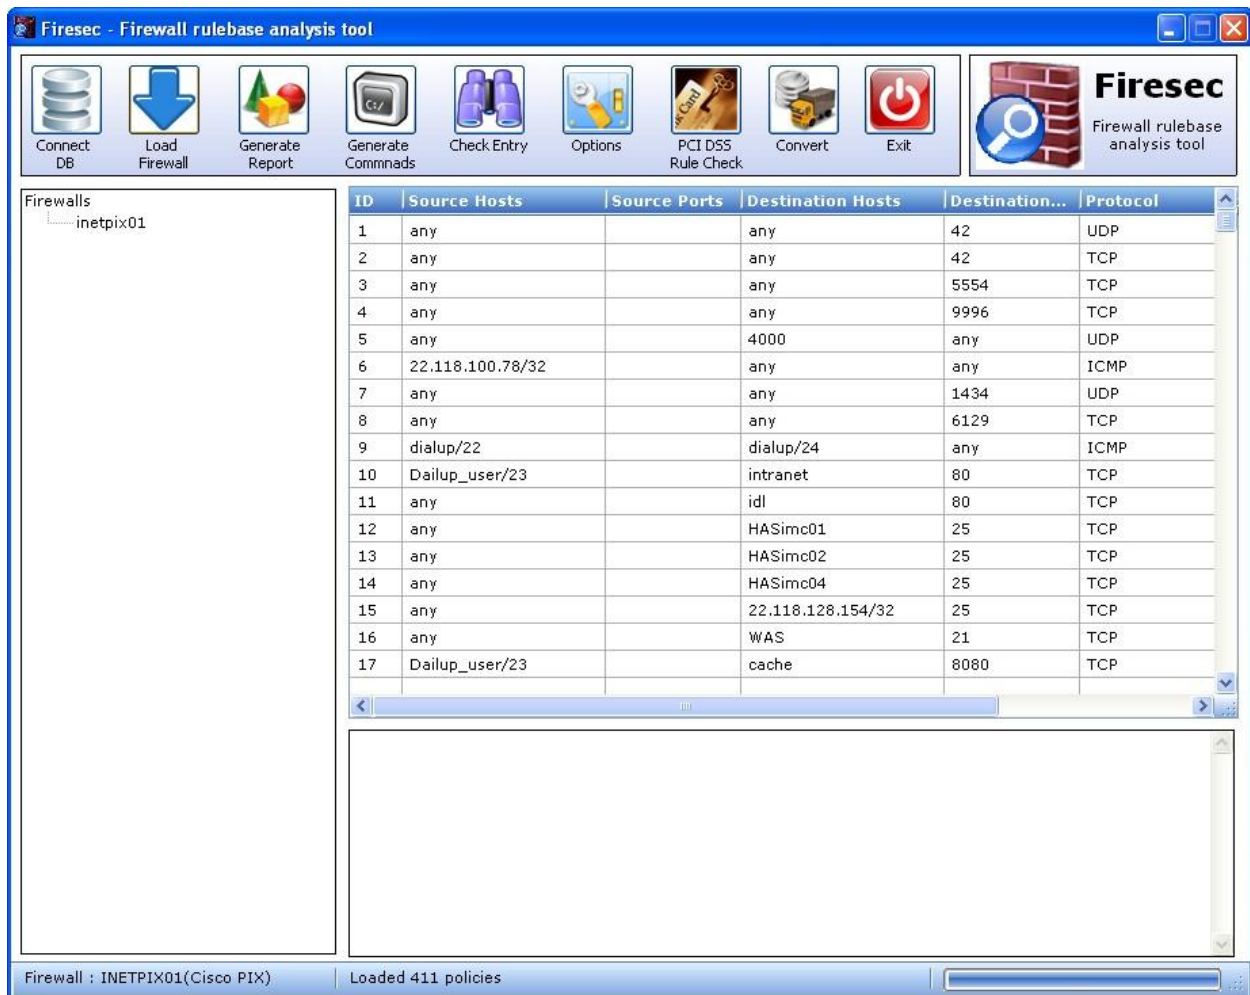 Firesec - Firewall rulebase analysis tool
Connect DB
Load Firewall
Generate Report
C:/
Generate Commnads
Check Entry
Options
Card
PCI DSS Rule Check
Convert
Exit
Firesec
Firewall rulebase
analysis tool
Firewalls
inetpix01
ID Source Hosts Source Ports Destination Hosts Destination... Protocol
1 any any 42 UDP
2 any any 42 TCP
3 any any 5554 TCP
4 any any 9996 TCP
5 any 4000 any UDP
6 22.118.100.78/32 any any ICMP
7 any any 1434 UDP
8 any any 6129 TCP
9 dialup/22 dialup/24 any ICMP
10 Dailup_user/23 intranet 80 TCP
11 any idl 80 TCP
12 any HASimc01 25 TCP
13 any HASimc02 25 TCP
14 any HASimc04 25 TCP
15 any 22.118.128.154/32 25 TCP
16 any WAS 21 TCP
17 Dailup_user/23 cache 8080 TCP
Firewall : INETPIX01(Cisco PIX) Loaded 411 policies